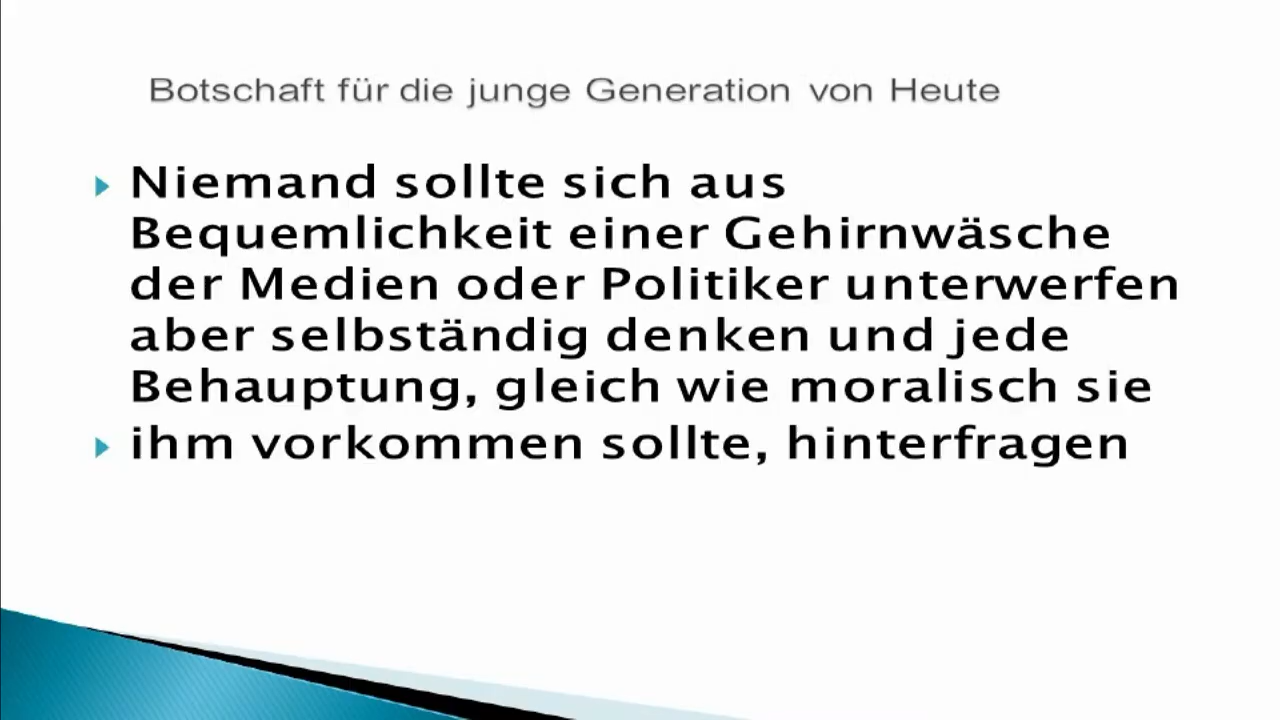 Botschaft für die junge Generation von Heute
Niemand sollte sich aus
Bequemlichkeit einer Gehirnwäsche
der Medien oder Politiker unterwerfen
aber selbständig denken und jede
Behauptung, gleich wie moralisch sie
ihm vorkommen sollte, hinterfragen